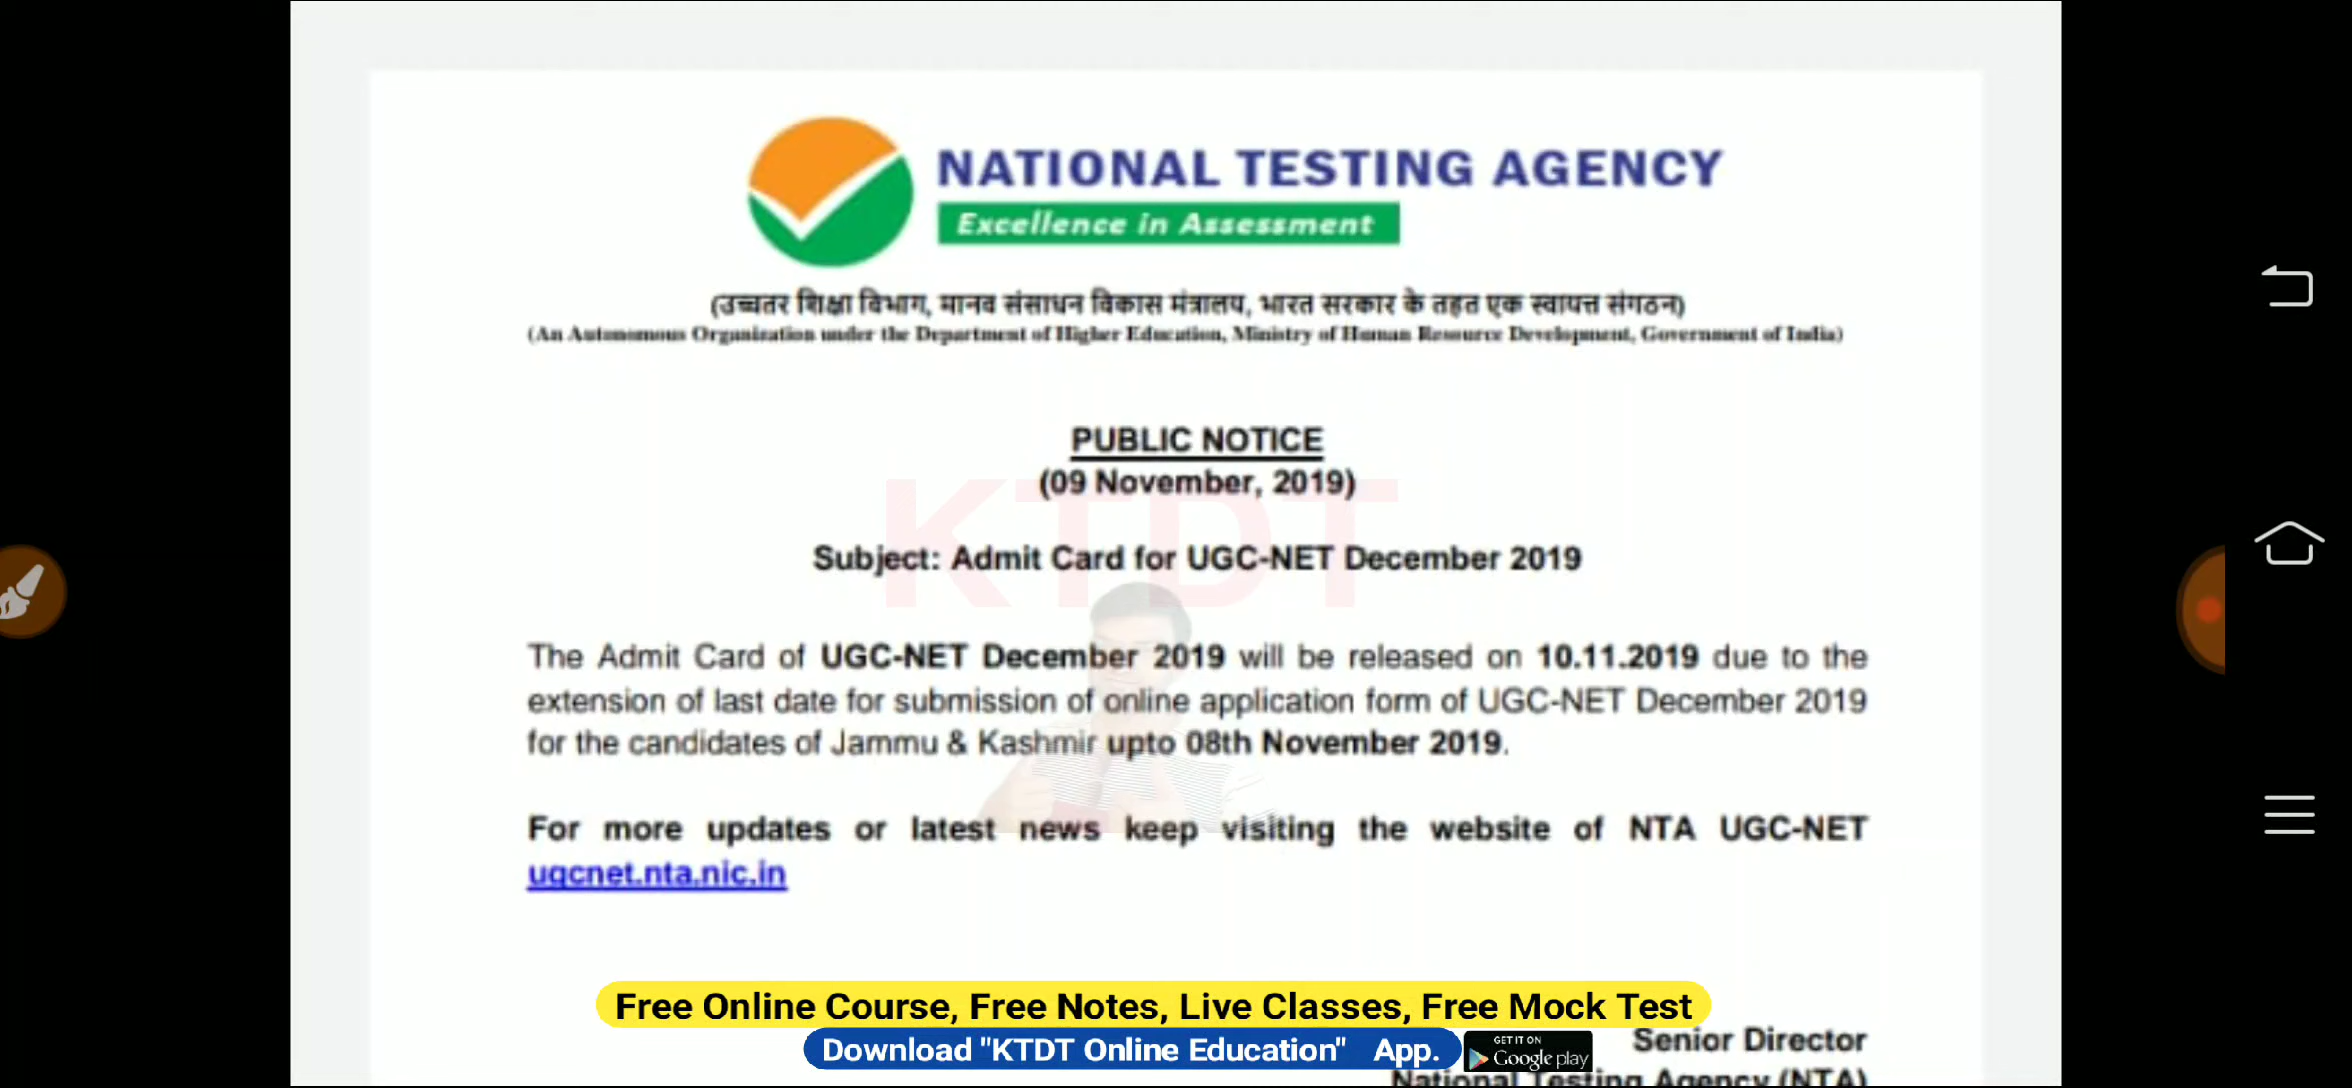 NATIONAL TESTING AGENCY
Excellence in Assessment
(उच्चतर शिक्षा विभाग, मानव संसाधन विकास मंत्रालय, भारत सरकार के तहत एक स्वायत्त संगठन)
(An Autonomous Organization under the Department of Higher Education, Ministry of Human Resource Development, Government of India)
PUBLIC NOTICE
(09 November, 2019)
KTDT
Subject: Admit Card for UGC-NET December 2019
The Admit Card of UGC-NET December 2019 will be released on 10.11.2019 due to the
extension of last date for submission of online application form of UGC-NET December 2019
for the candidates of Jammu & Kashmir upto 08th November 2019.
For more updates or latest news keep visiting the website of NTA UGC-NET
ugcnet.nta.nic.in
Free Online Course, Free Notes, Live Classes, Free Mock Test
Download "KTDT Online Education" App.
GET IT ON
Google play
Senior Director
National Testing Agency (NTA)